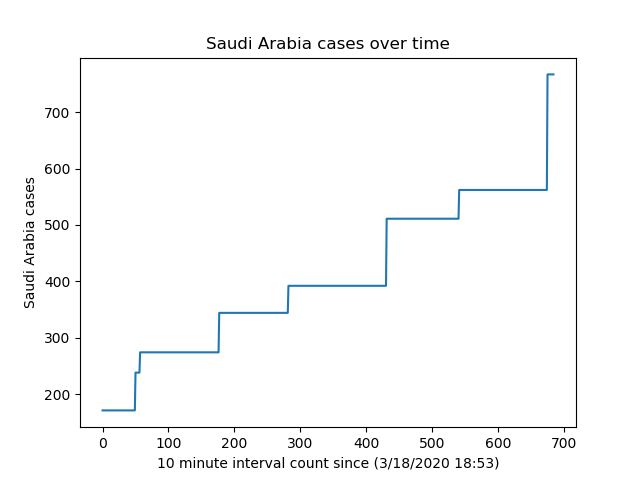 Saudi Arabia cases over time
Saudi Arabia cases
700
600
500
400
300
200
0 100 200 300 400 500 600 700
10 minute interval count since (3/18/2020 18:53)